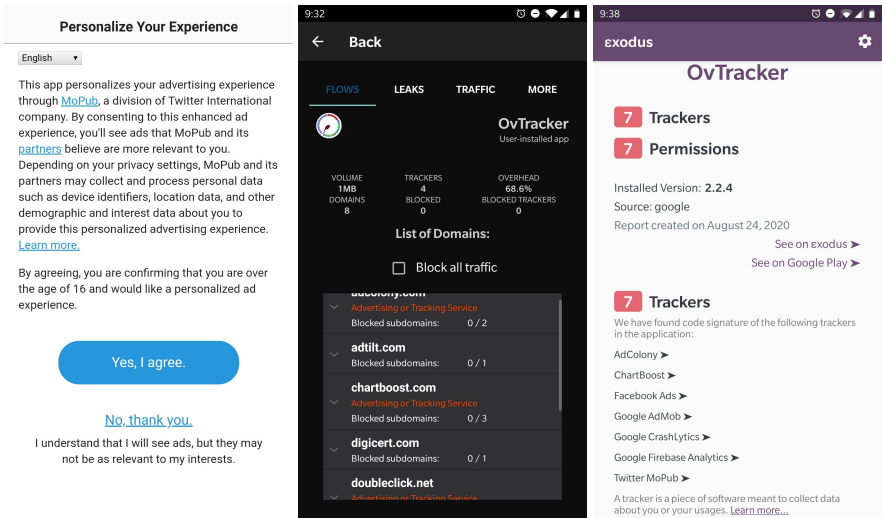 Personalize Your Experience
English
This app personalizes your advertising experience
through MoPub, a division of Twitter International
company. By consenting to this enhanced ad
experience, you'll see ads that MoPub and its
partners believe are more relevant to you.
Depending on your privacy settings, MoPub and its
partners may collect and process personal data
such as device identifiers, location data, and other
demographic and interest data about you to
provide this personalized advertising experience.
Learn more.
By agreeing, you are confirming that you are over
the age of 16 and would like a personalized ad
experience.
Yes, I agree.
No, thank you.
I understand that I will see ads, but they may
not be as relevant to my interests.
9:32
Back
FLOWS LEAKS TRAFFIC MORE
OvTracker
User-installed app
VOLUME TRACKERS OVERHEAD
1MB 4 68.6%
DOMAINS BLOCKED BLOCKED TRACKERS
8 0 0
List of Domains:
Block all traffic
adcolony.com
Advertising or Tracking Service
Blocked subdomains: 0 / 2
adtilt.com
Blocked subdomains: 0 / 1
chartboost.com
Advertising or Tracking Service
Blocked subdomains: 0 / 3
digicert.com
Blocked subdomains: 0 / 1
doubleclick.net
Advertising or Tracking Service
9:38
εxodus
OvTracker
7 Trackers
7 Permissions
Installed Version: 2.2.4
Source: google
Report created on August 24, 2020
See on εxodus ➤
See on Google Play ➤
7 Trackers
We have found code signature of the following trackers
in the application:
AdColony ➤
ChartBoost ➤
Facebook Ads ➤
Google AdMob ➤
Google CrashLytics ➤
Google Firebase Analytics ➤
Twitter MoPub ➤
A tracker is a piece of software meant to collect data
about you or your usages. Learn more...